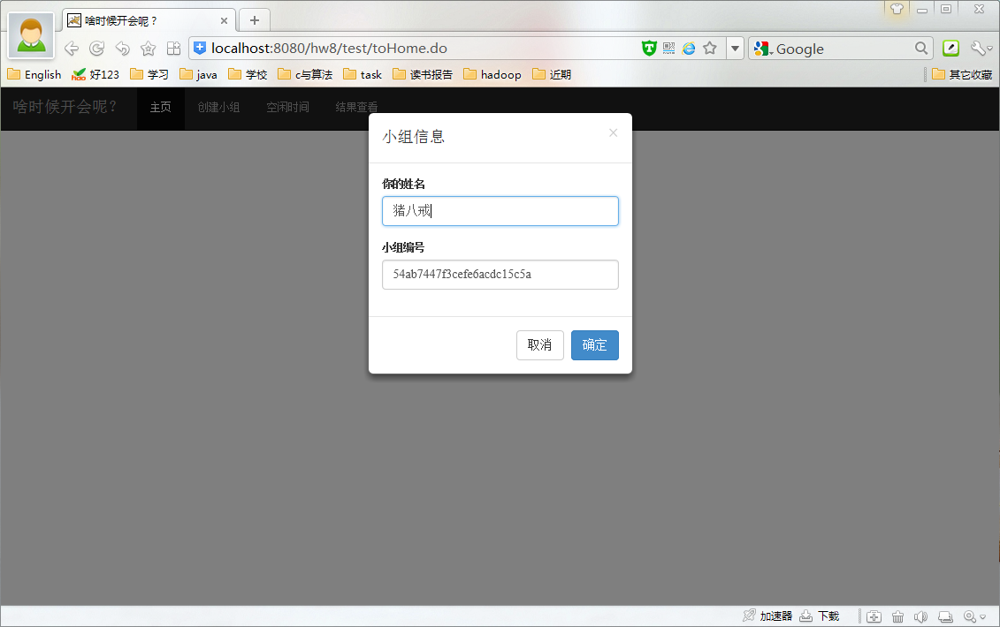 啥时候开会呢？
localhost:8080/hw8/test/toHome.do
Google
English 好123 学习 java 学校 c与算法 task 读书报告 hadoop 近期 其它收藏
啥时候开会呢？ 主页 创建小组 空闲时间 结果查看
小组信息 ×
你的姓名
猪八戒
小组编号
54ab7447f3cefe6acdc15c5a
取消 确定
加速器 下载